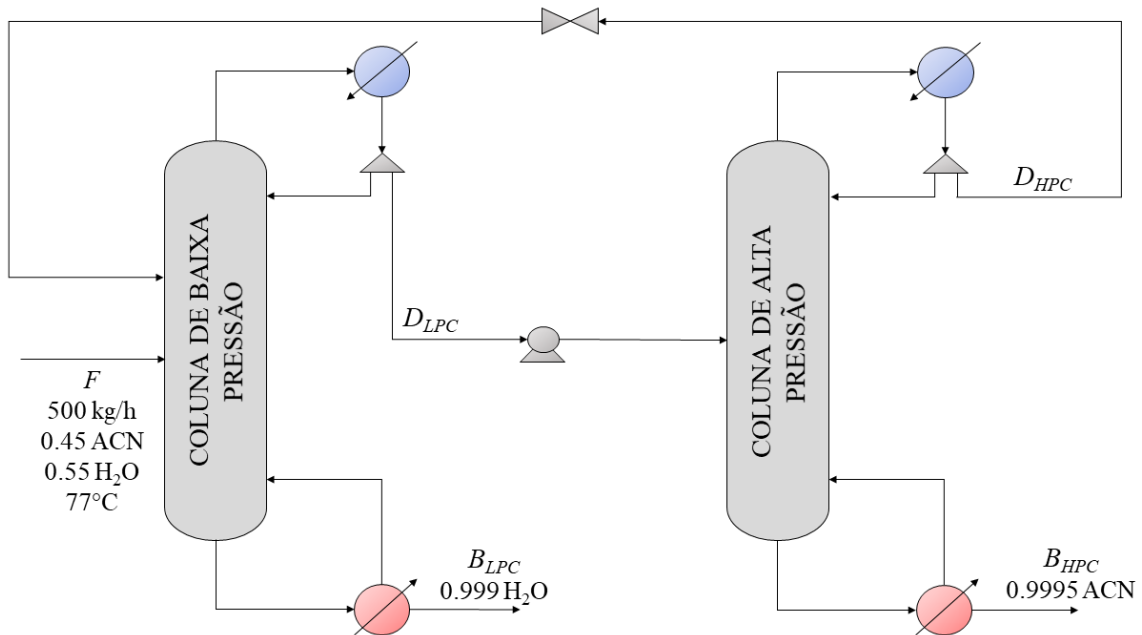 COLUNA DE BAIXA
PRESSÃO
COLUNA DE ALTA
PRESSÃO
D_HPC
D_LPC
F
500 kg/h
0.45 ACN
0.55 H₂O
77°C
B_LPC
0.999 H₂O
B_HPC
0.9995 ACN